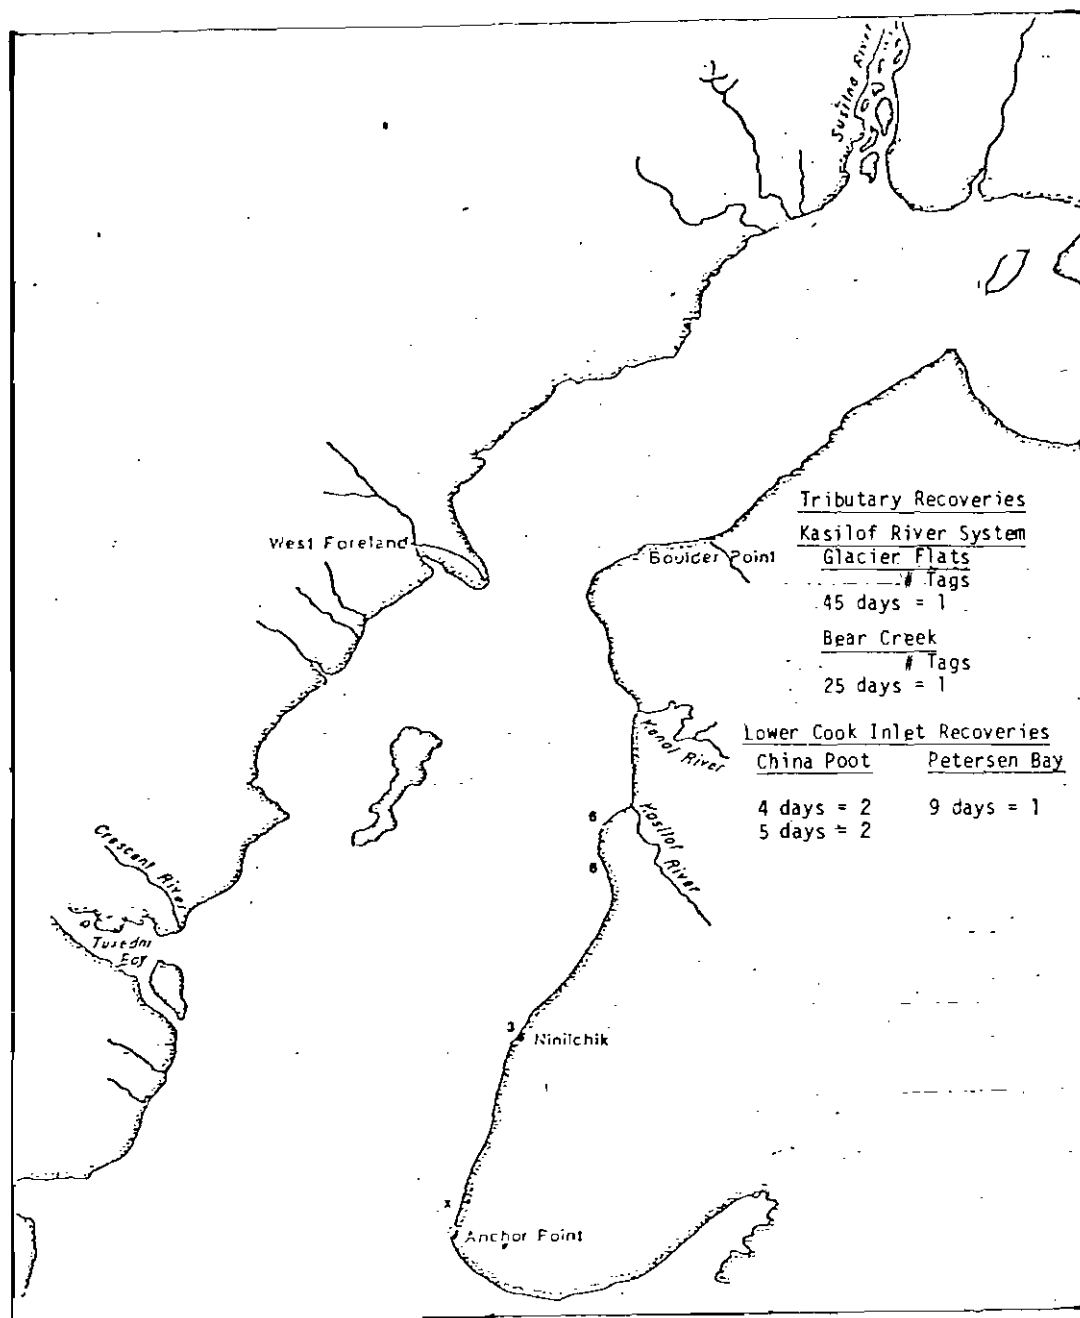 Susitna River
West Foreland
Boulder Point
Tributary Recoveries
Kasilof River System
Glacier Flats
# Tags
45 days = 1
Bear Creek
# Tags
25 days = 1
Kenai River
Lower Cook Inlet Recoveries
China Poot Petersen Bay
4 days = 2 9 days = 1
5 days = 2
6
Kasilof River
6
Crescent River
Tuxedni
Bay
3
Ninilchik
x
Anchor Point